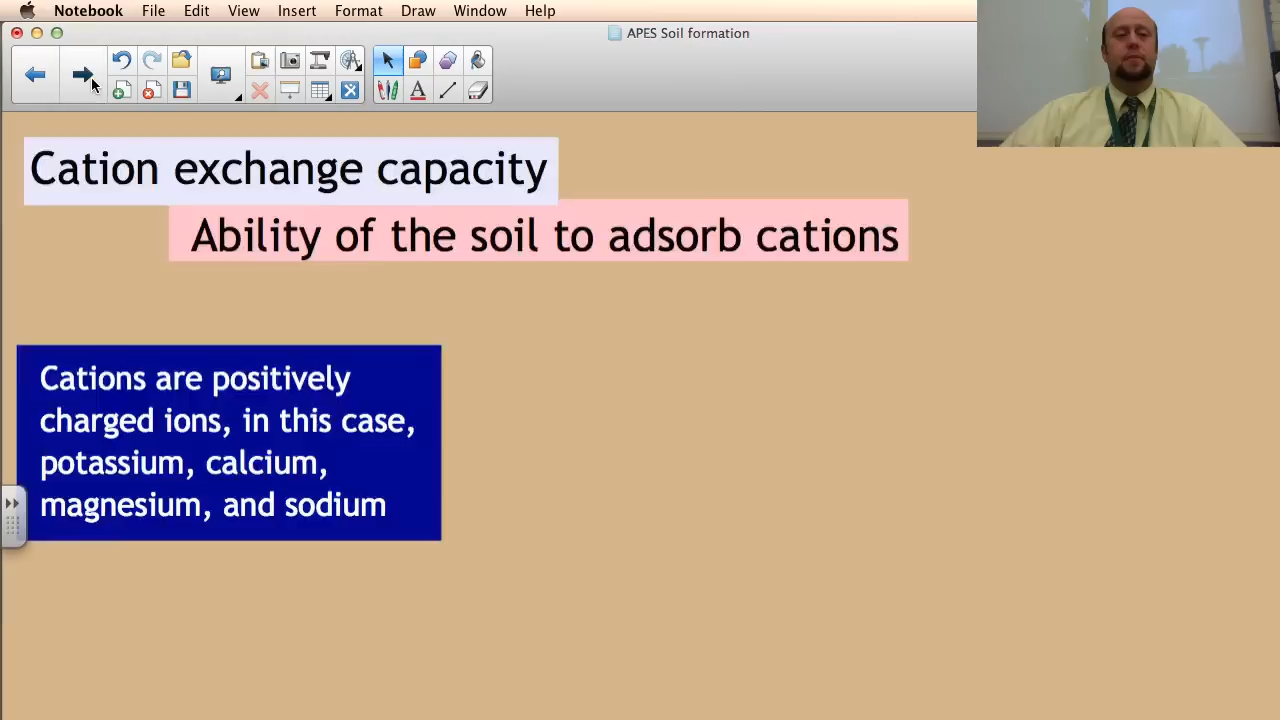 Notebook File Edit View Insert Format Draw Window Help
APES Soil formation
A
Cation exchange capacity
Ability of the soil to adsorb cations
Cations are positively
charged ions, in this case,
potassium, calcium,
magnesium, and sodium